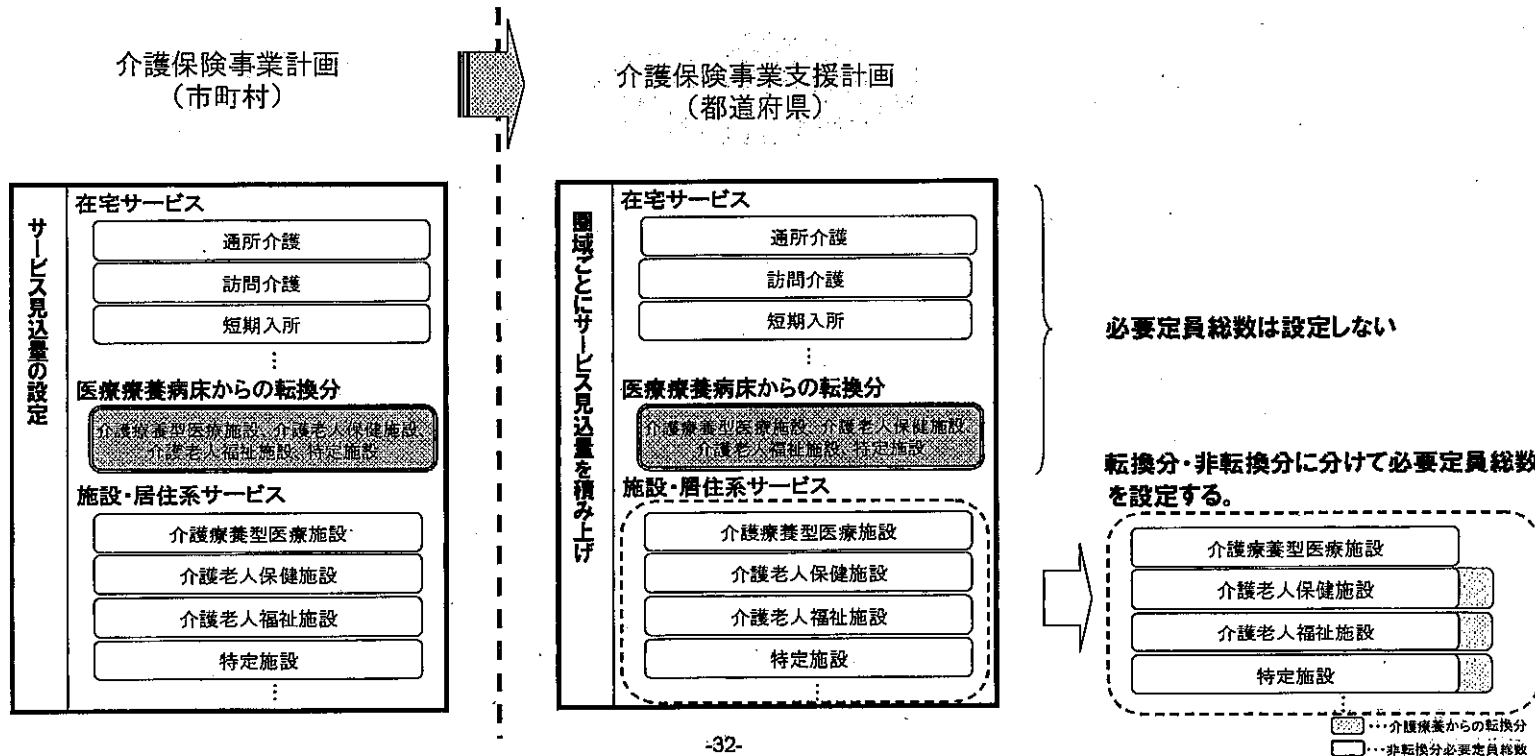 介護保険事業計画
（市町村）
介護保険事業支援計画
（都道府県）
サービス見込量の設定
在宅サービス
通所介護
訪問介護
短期入所
⋮
医療療養病床からの転換分
介護療養型医療施設、介護老人保健施設、
介護老人福祉施設、特定施設
施設・居住系サービス
介護療養型医療施設
介護老人保健施設
介護老人福祉施設
特定施設
⋮
圏域ごとにサービス見込量を積み上げ
在宅サービス
通所介護
訪問介護
短期入所
⋮
医療療養病床からの転換分
介護療養型医療施設、介護老人保健施設、
介護老人福祉施設、特定施設
施設・居住系サービス
介護療養型医療施設
介護老人保健施設
介護老人福祉施設
特定施設
⋮
必要定員総数は設定しない
転換分・非転換分に分けて必要定員総数
を設定する。
介護療養型医療施設
介護老人保健施設
介護老人福祉施設
特定施設
⋮
…介護療養からの転換分
…非転換分必要定員総数
-32-